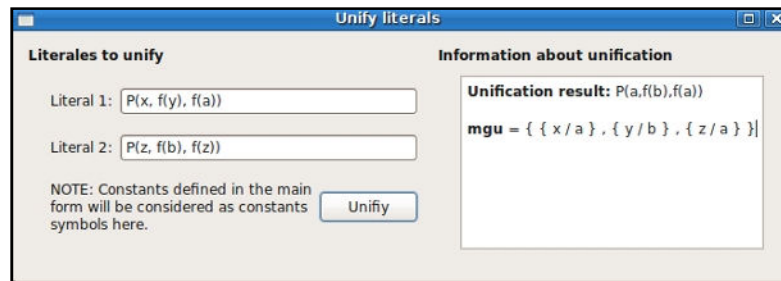 Unify literals
Literales to unify
Literal 1: P(x, f(y), f(a))
Literal 2: P(z, f(b), f(z))
NOTE: Constants defined in the main
form will be considered as constants
symbols here.
Unifiy
Information about unification
Unification result: P(a,f(b),f(a))
mgu = { { x / a } , { y / b } , { z / a } }